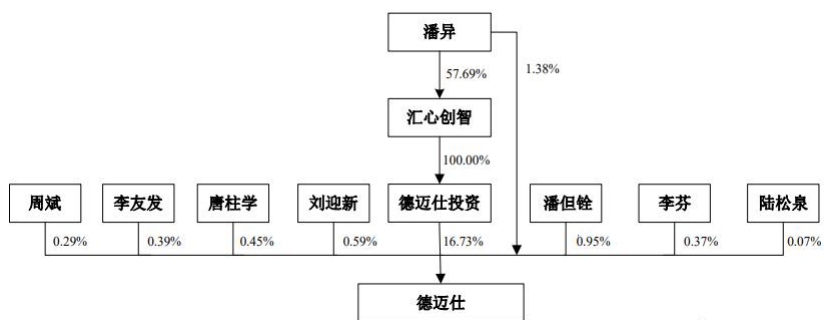 潘异
57.69%
1.38%
汇心创智
100.00%
周斌
李友发
唐柱学
刘迎新
德迈仕投资
潘但铨
李芬
陆松泉
0.29%
0.39%
0.45%
0.59%
16.73%
0.95%
0.37%
0.07%
德迈仕